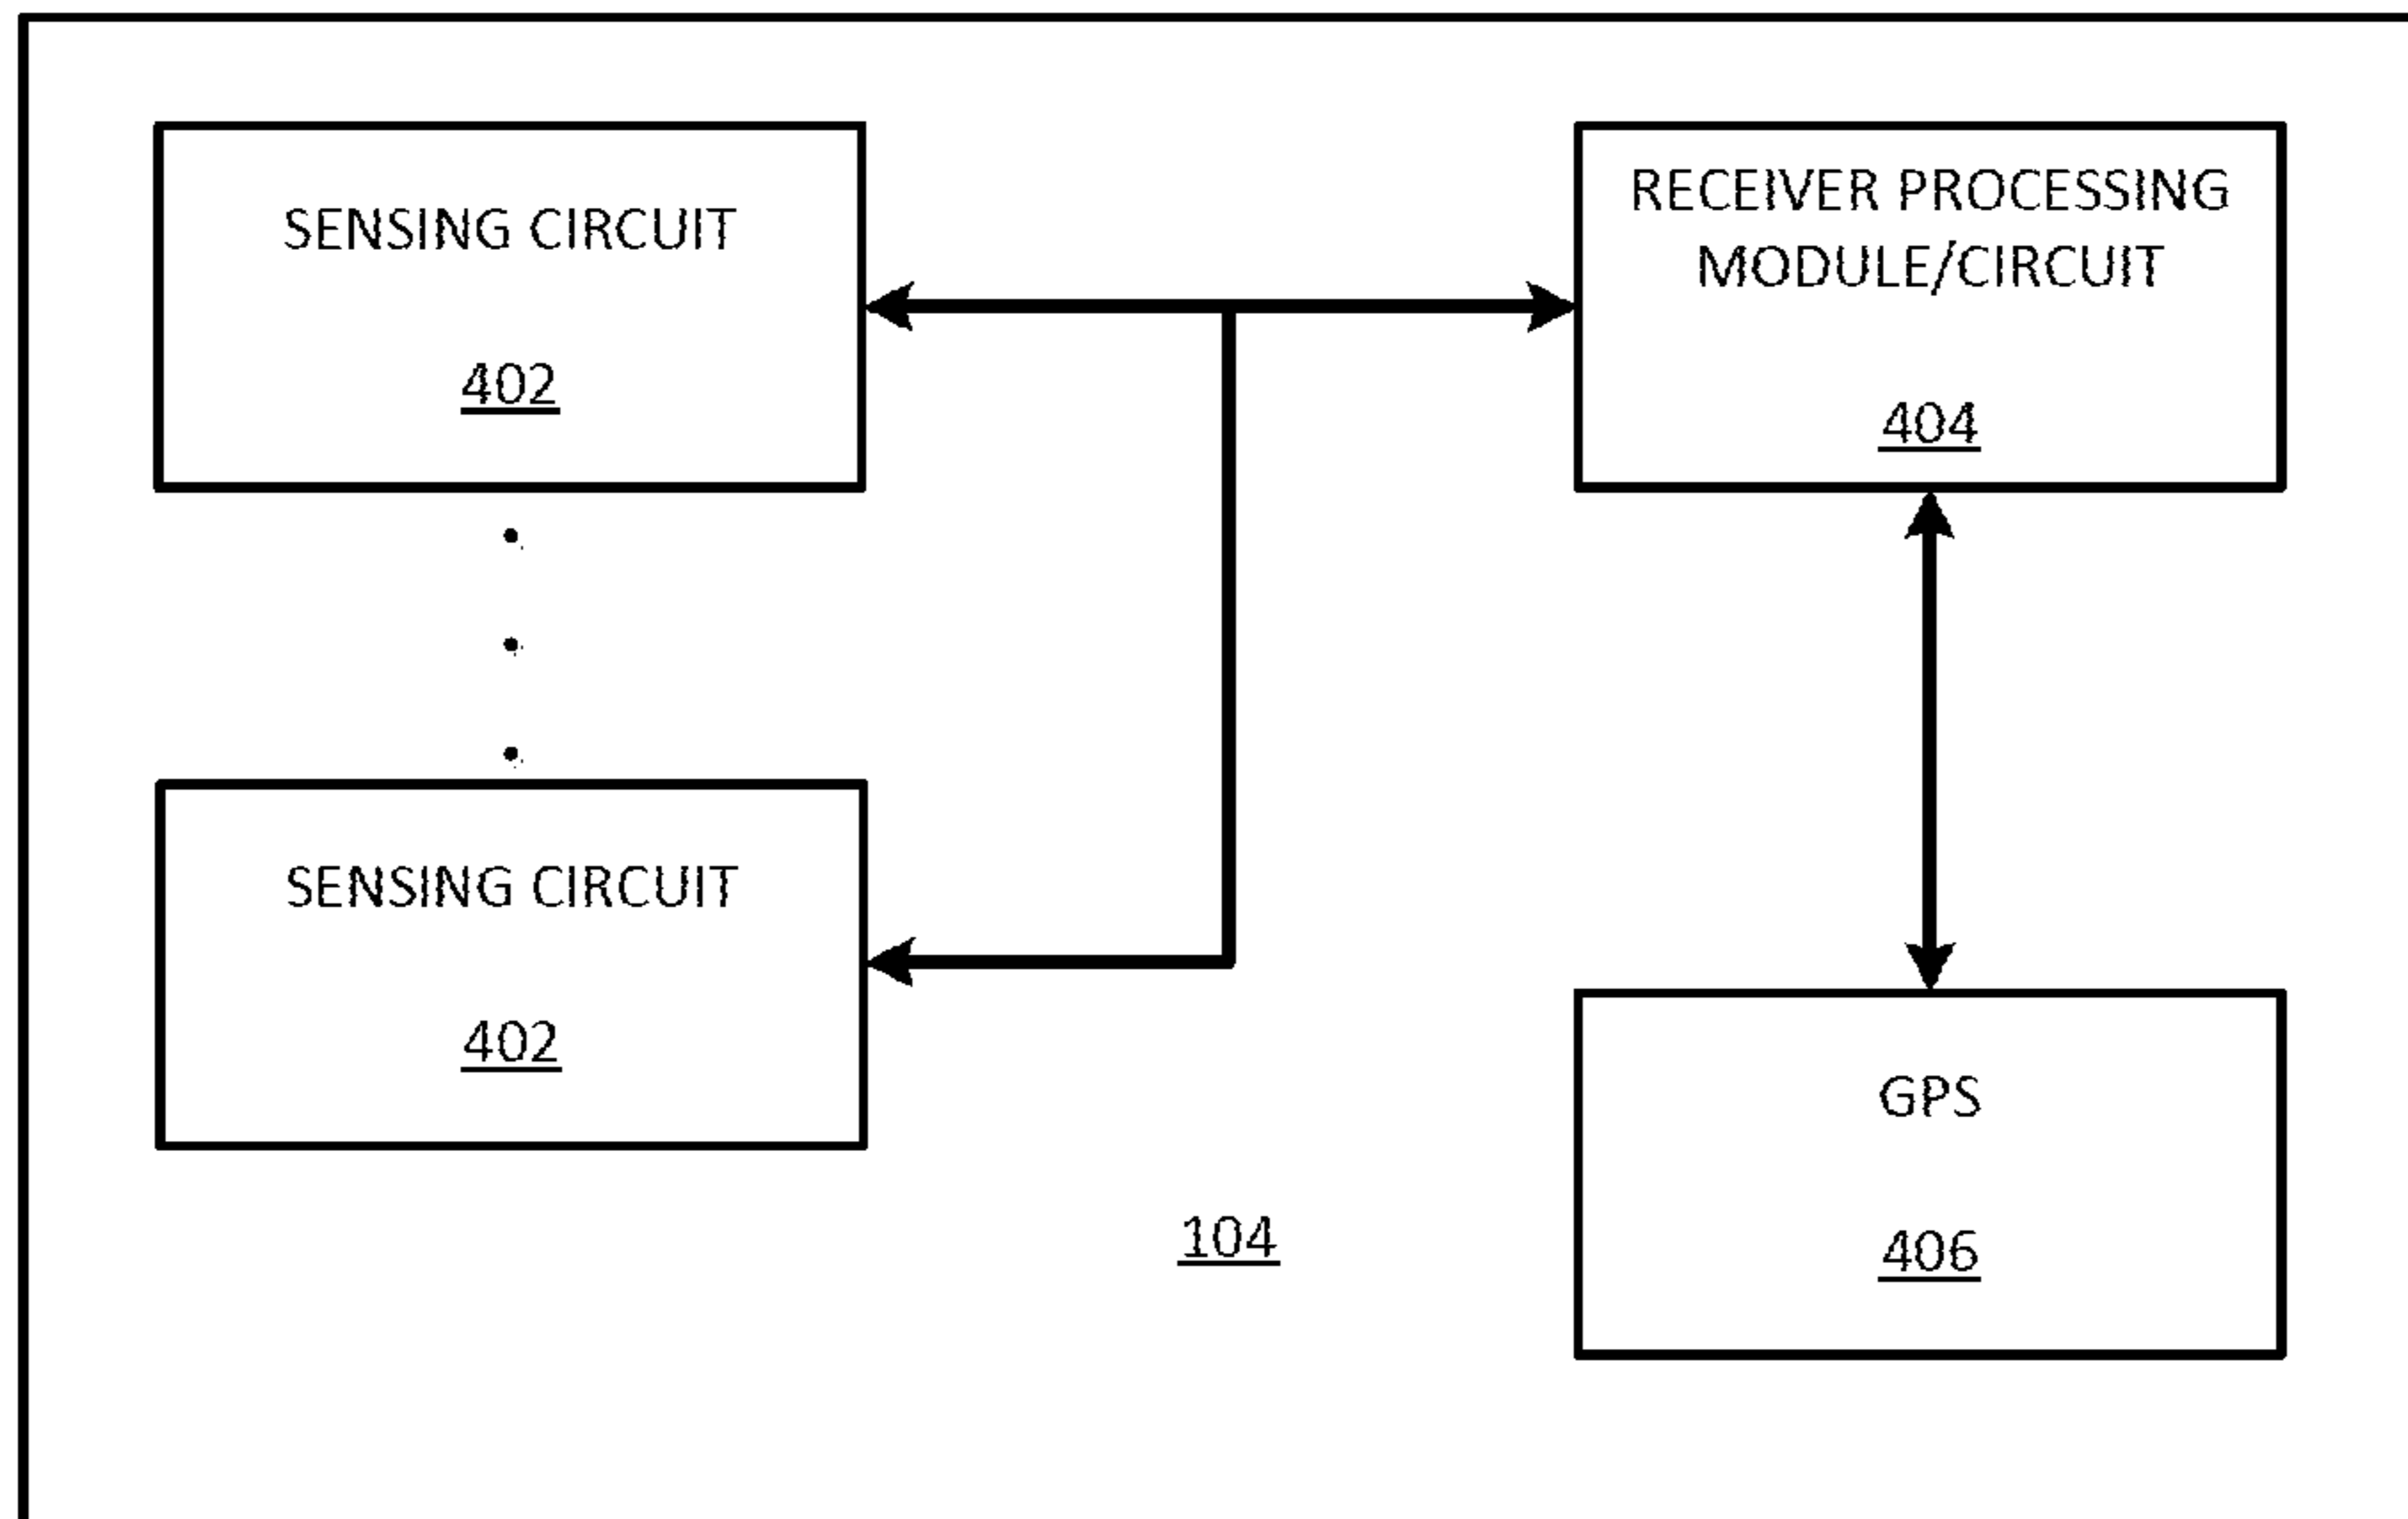 SENSING CIRCUIT
402
RECEIVER PROCESSING
MODULE/CIRCUIT
404
SENSING CIRCUIT
402
GPS
406
104